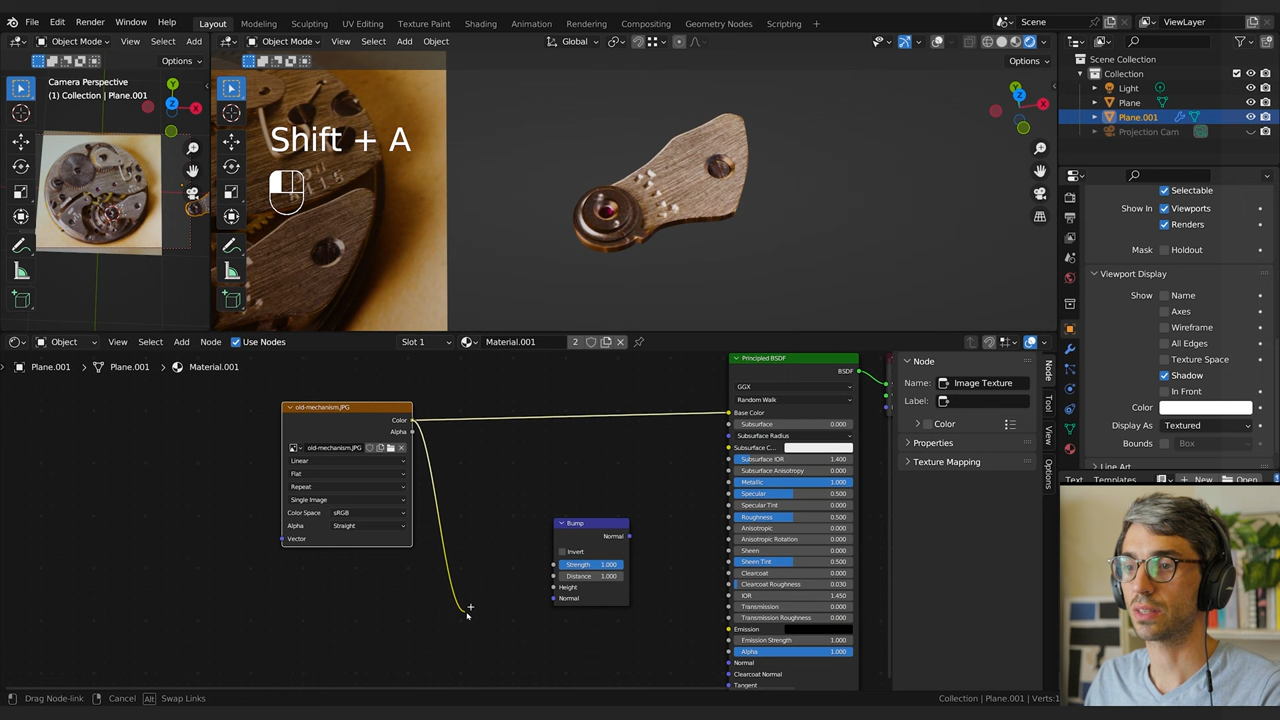 File Edit Render Window Help Layout Modeling Sculpting UV Editing Texture Paint Shading Animation Rendering Compositing Geometry Nodes Scripting + Scene ViewLayer
Object Mode View Select Add
Object Mode View Select Add Object Global
Options
Options
Camera Perspective
(1) Collection | Plane.001
Y
X
Z
Shift + A
Y
X
Z
Scene Collection
Collection
Light
Plane
Plane.001
Projection Cam
Selectable
Show In Viewports
Renders
Mask Holdout
Viewport Display
Show Name
Axes
Wireframe
All Edges
Texture Space
Shadow
In Front
Color
Display As Textured
Bounds Box
Line Art
Text Templates New Open
Object View Select Add Node Use Nodes Slot 1 Material.001 2
Plane.001 Plane.001 Material.001
old-mechanism.JPG
Color
Alpha
old-mechanism.JPG
Linear
Flat
Repeat
Single Image
Color Space sRGB
Alpha Straight
Vector
Bump
Normal
Invert
Strength 1.000
Distance 1.000
Height
Normal
Principled BSDF
BSDF
GGX
Random Walk
Base Color
Subsurface 0.000
Subsurface Radius
Subsurface C...
Subsurface IOR 1.400
Subsurface Anisotropy 0.000
Metallic 1.000
Specular 0.500
Specular Tint 0.000
Roughness 0.500
Anisotropic 0.000
Anisotropic Rotation 0.000
Sheen 0.000
Sheen Tint 0.500
Clearcoat 0.000
Clearcoat Roughness 0.030
IOR 1.450
Transmission 0.000
Transmission Roughness 0.000
Emission
Emission Strength 1.000
Alpha 1.000
Normal
Clearcoat Normal
Tangent
Node
Name: Image Texture
Label:
Color
Properties
Texture Mapping
Node
Tool
View
Options
Drag Node-link Cancel Alt Swap Links
Collection | Plane.001 | Verts:1